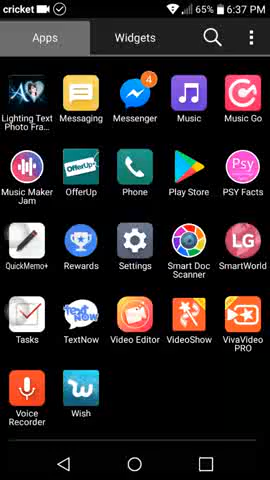 cricket 65% 6:37 PM
Apps Widgets
4
Lighting Text Messaging Messenger Music Music Go
Photo Fra...
OfferUp
Psy
Music Maker OfferUp Phone Play Store PSY Facts
Jam
LG
QuickMemo+ Rewards Settings Smart Doc SmartWorld
Scanner
text
now
Tasks TextNow Video Editor VideoShow VivaVideo
PRO
Voice Wish
Recorder